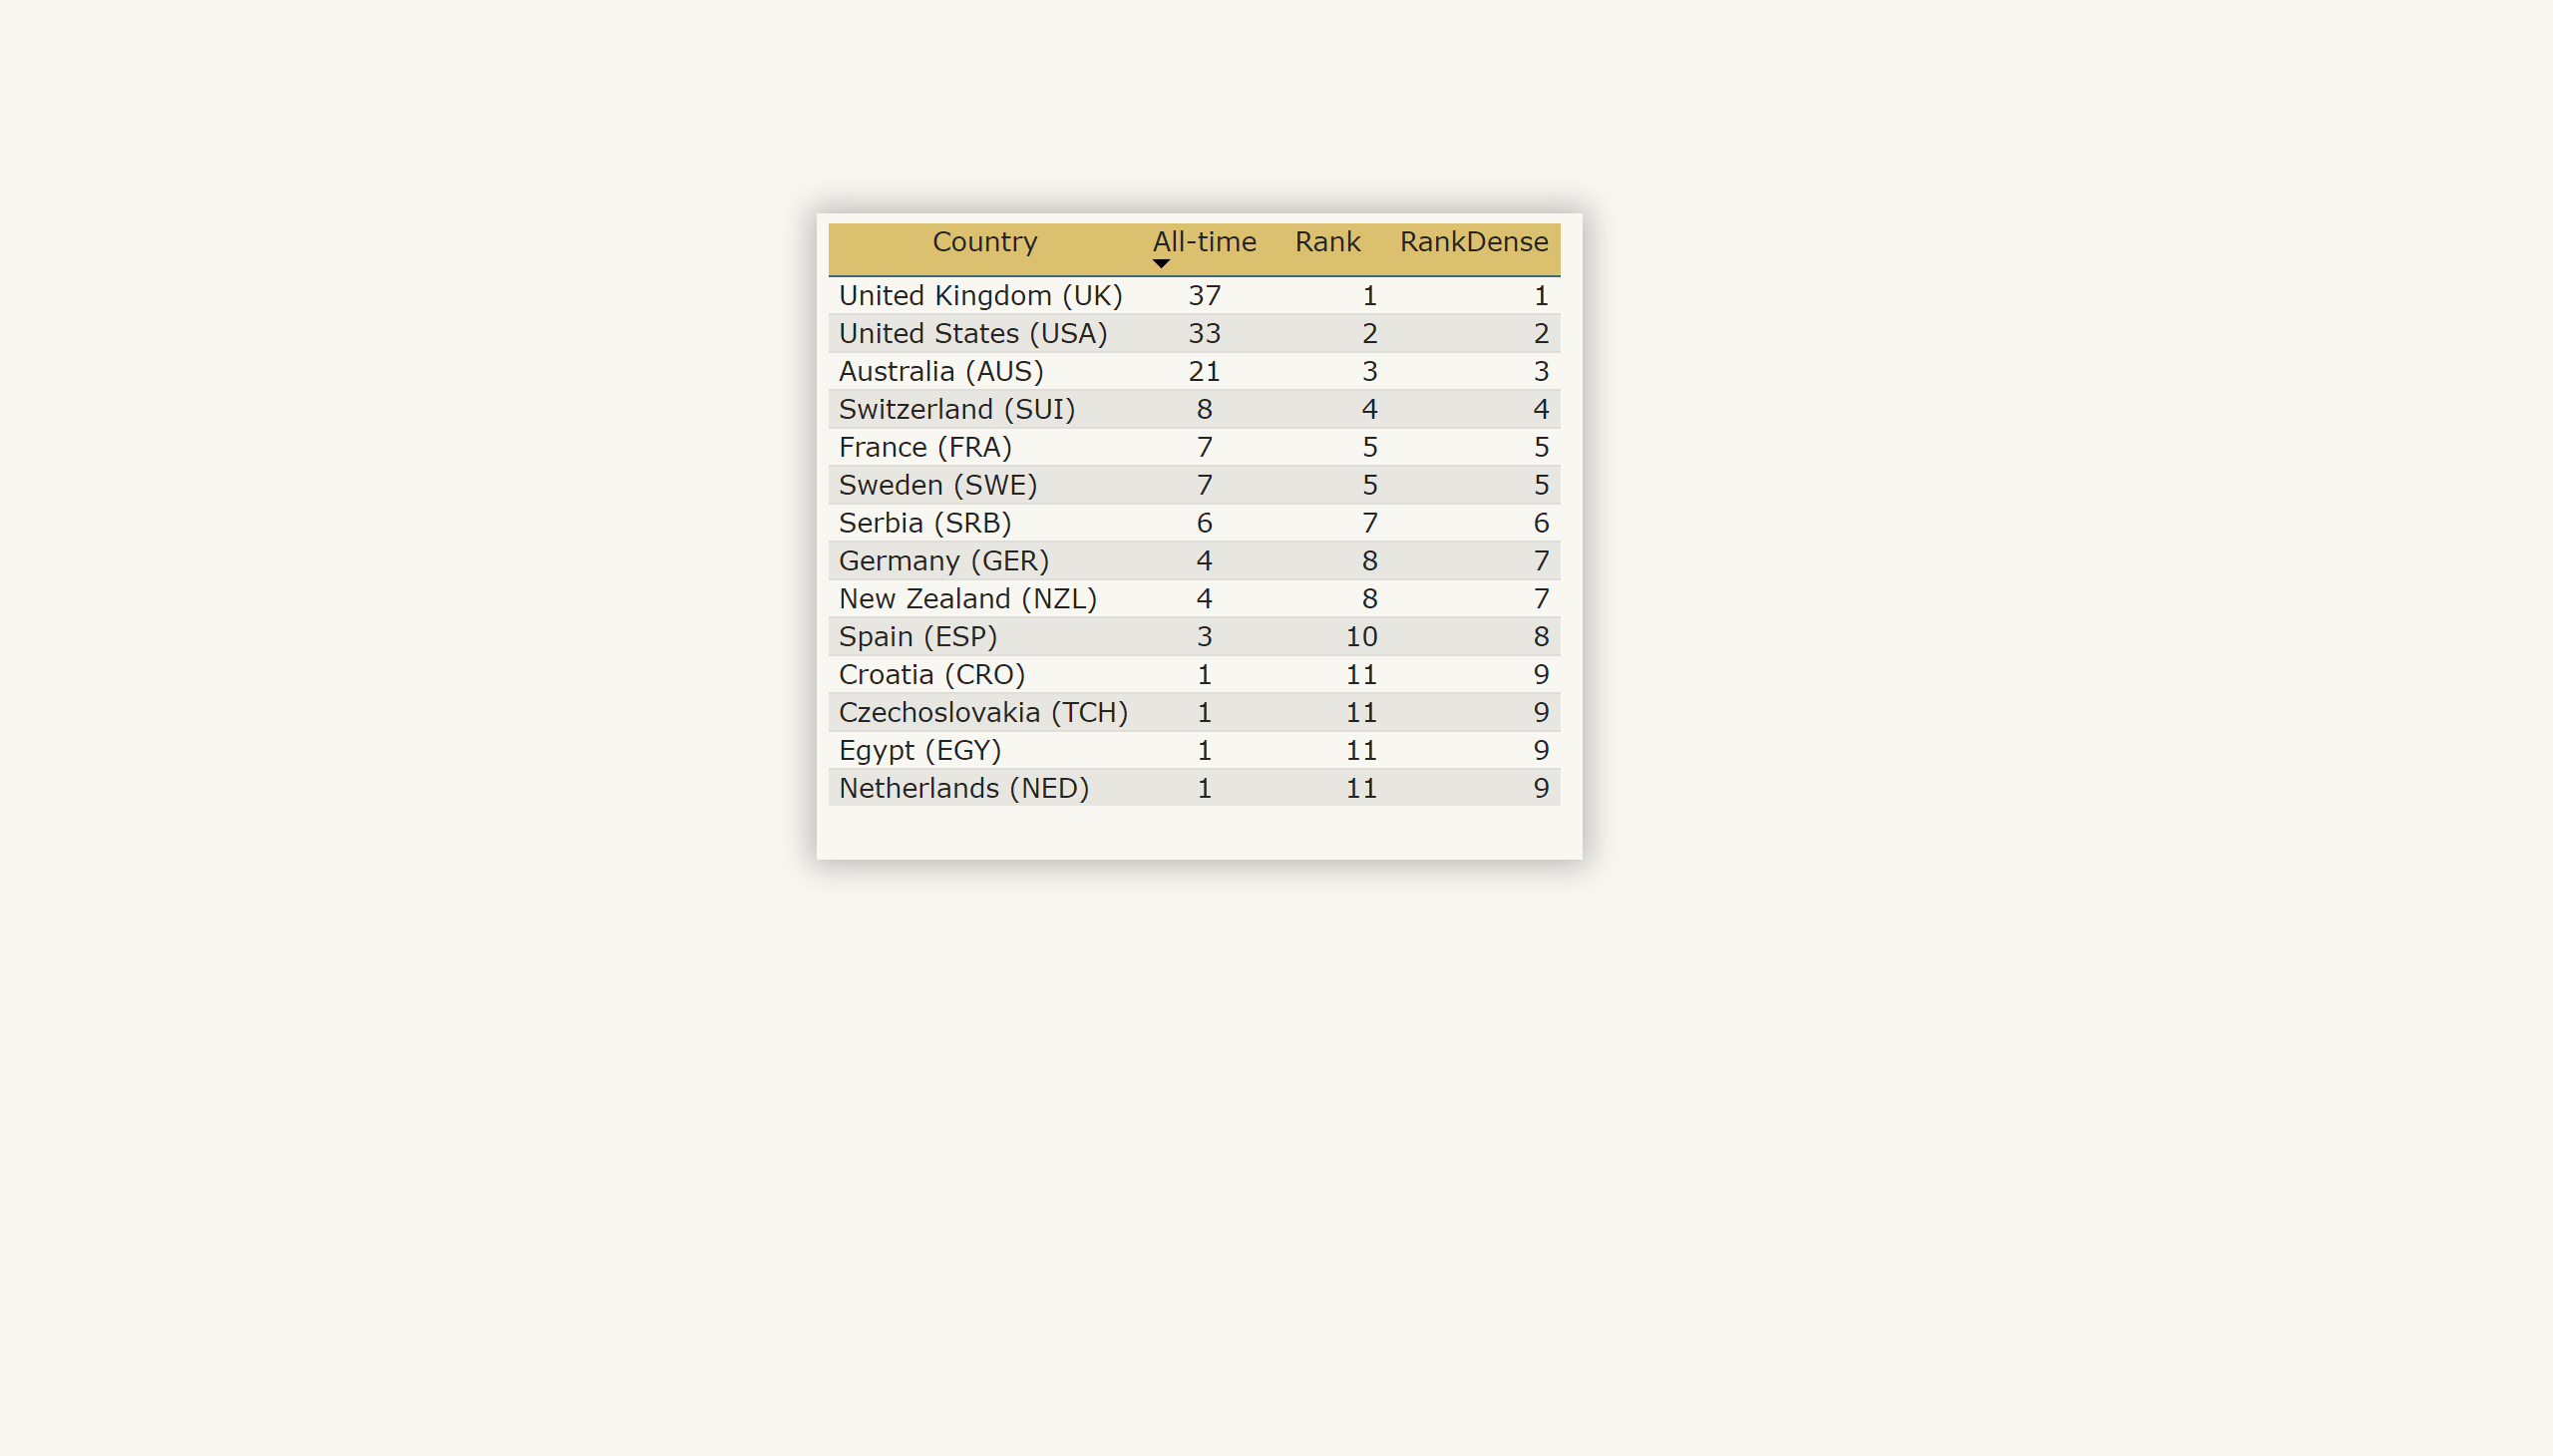 Country All-time Rank RankDense
United Kingdom (UK) 37 1 1
United States (USA) 33 2 2
Australia (AUS) 21 3 3
Switzerland (SUI) 8 4 4
France (FRA) 7 5 5
Sweden (SWE) 7 5 5
Serbia (SRB) 6 7 6
Germany (GER) 4 8 7
New Zealand (NZL) 4 8 7
Spain (ESP) 3 10 8
Croatia (CRO) 1 11 9
Czechoslovakia (TCH) 1 11 9
Egypt (EGY) 1 11 9
Netherlands (NED) 1 11 9